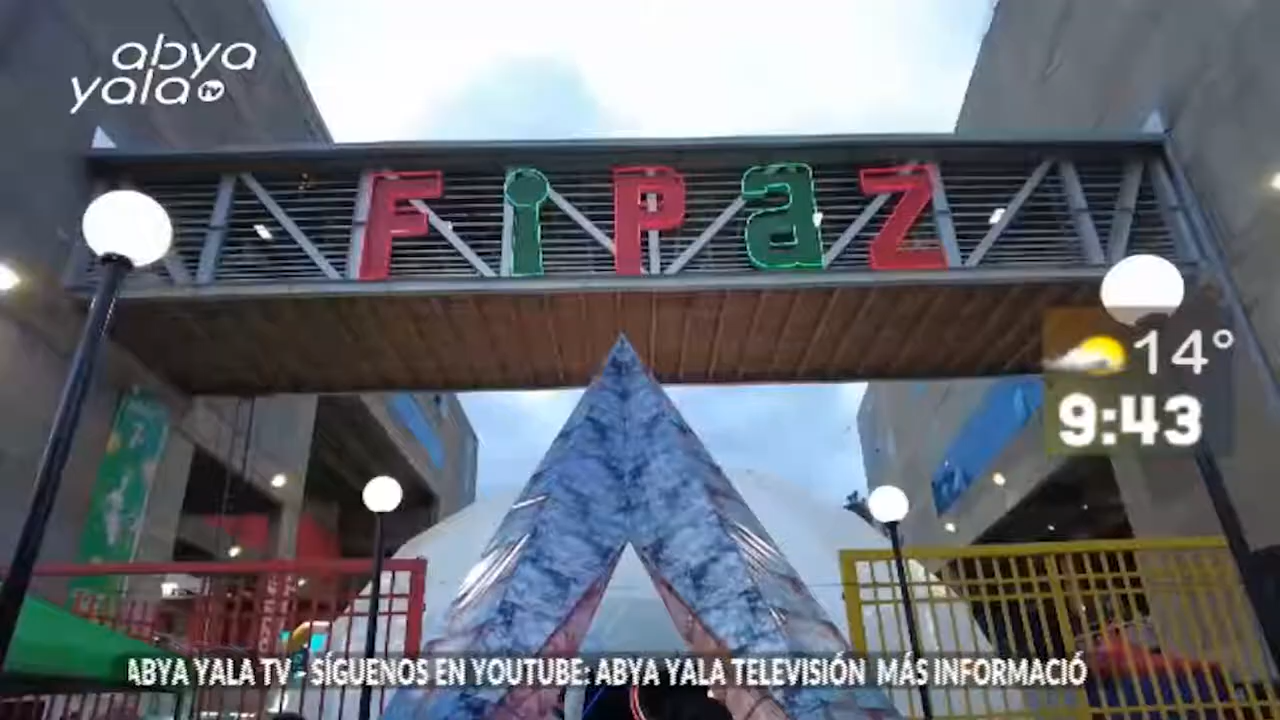 abya
yala tv
FiPaZ
14°
9:43
ABYA YALA TV - SÍGUENOS EN YOUTUBE: ABYA YALA TELEVISIÓN MÁS INFORMACIÓ